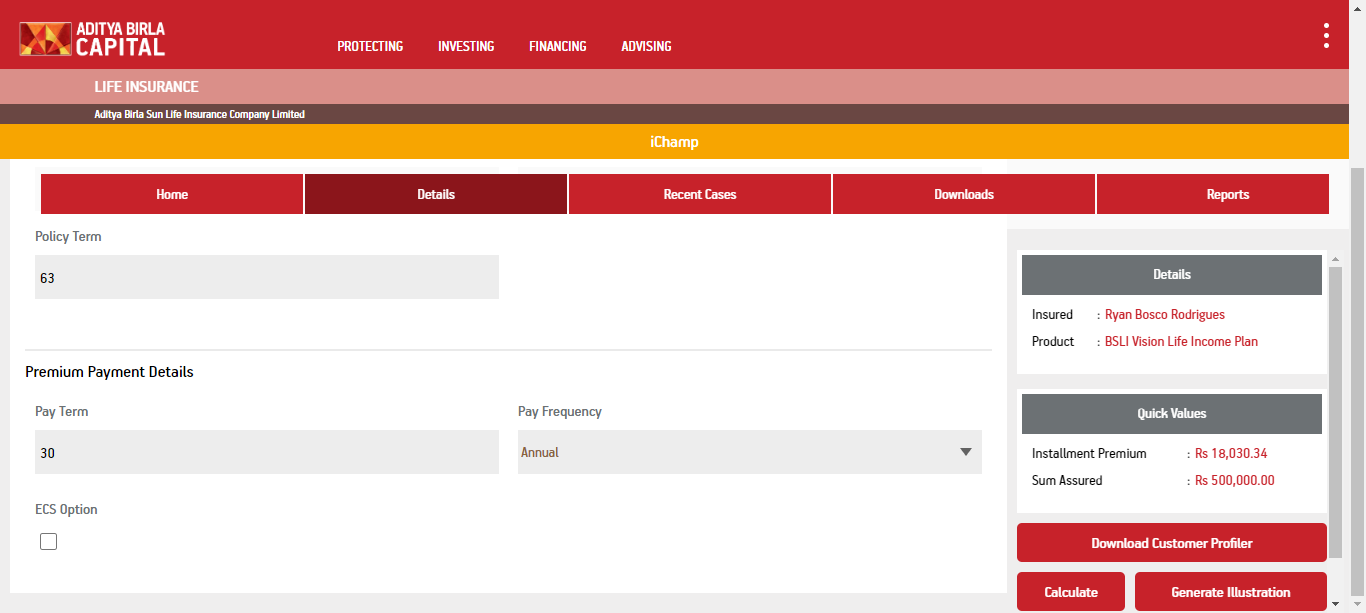 ADITYA BIRLA
CAPITAL
PROTECTING INVESTING FINANCING ADVISING
LIFE INSURANCE
Aditya Birla Sun Life Insurance Company Limited
iChamp
Home Details Recent Cases Downloads Reports
Policy Term
63
Premium Payment Details
Pay Term Pay Frequency
30 Annual
ECS Option
Details
Insured : Ryan Bosco Rodrigues
Product : BSLI Vision Life Income Plan
Quick Values
Installment Premium : Rs 18,030.34
Sum Assured : Rs 500,000.00
Download Customer Profiler
Calculate Generate Illustration